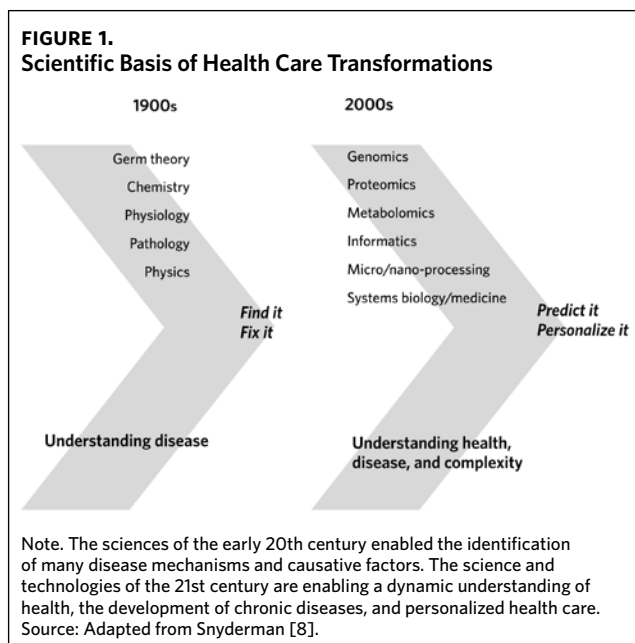 FIGURE 1.
Scientific Basis of Health Care Transformations
1900s
Germ theory
Chemistry
Physiology
Pathology
Physics
Find it
Fix it
Understanding disease
2000s
Genomics
Proteomics
Metabolomics
Informatics
Micro/nano-processing
Systems biology/medicine
Predict it
Personalize it
Understanding health,
disease, and complexity
Note. The sciences of the early 20th century enabled the identification
of many disease mechanisms and causative factors. The science and
technologies of the 21st century are enabling a dynamic understanding of
health, the development of chronic diseases, and personalized health care.
Source: Adapted from Snyderman [8].